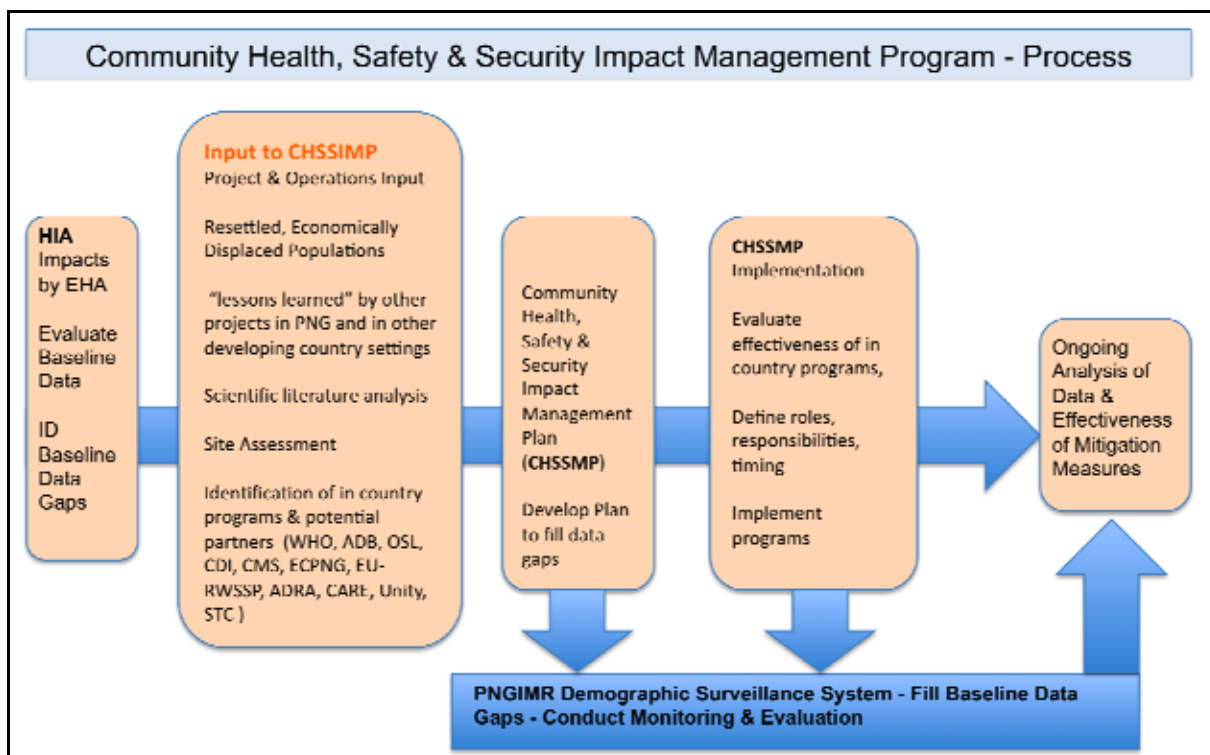 Community Health, Safety & Security Impact Management Program - Process
HIA
Impacts
by EHA
Evaluate
Baseline
Data
ID
Baseline
Data
Gaps
Input to CHSSIMP
Project & Operations Input
Resettled, Economically
Displaced Populations
“lessons learned” by other
projects in PNG and in other
developing country settings
Scientific literature analysis
Site Assessment
Identification of in country
programs & potential
partners (WHO, ADB, OSL,
CDI, CMS, ECPNG, EU-
RWSSP, ADRA, CARE, Unity,
STC )
Community
Health,
Safety &
Security
Impact
Management
Plan
(CHSSMP)
Develop Plan
to fill data
gaps
CHSSMP
Implementation
Evaluate
effectiveness of in
country programs,
Define roles,
responsibilities,
timing
Implement
programs
Ongoing
Analysis of
Data &
Effectiveness
of Mitigation
Measures
PNGIMR Demographic Surveillance System - Fill Baseline Data
Gaps - Conduct Monitoring & Evaluation